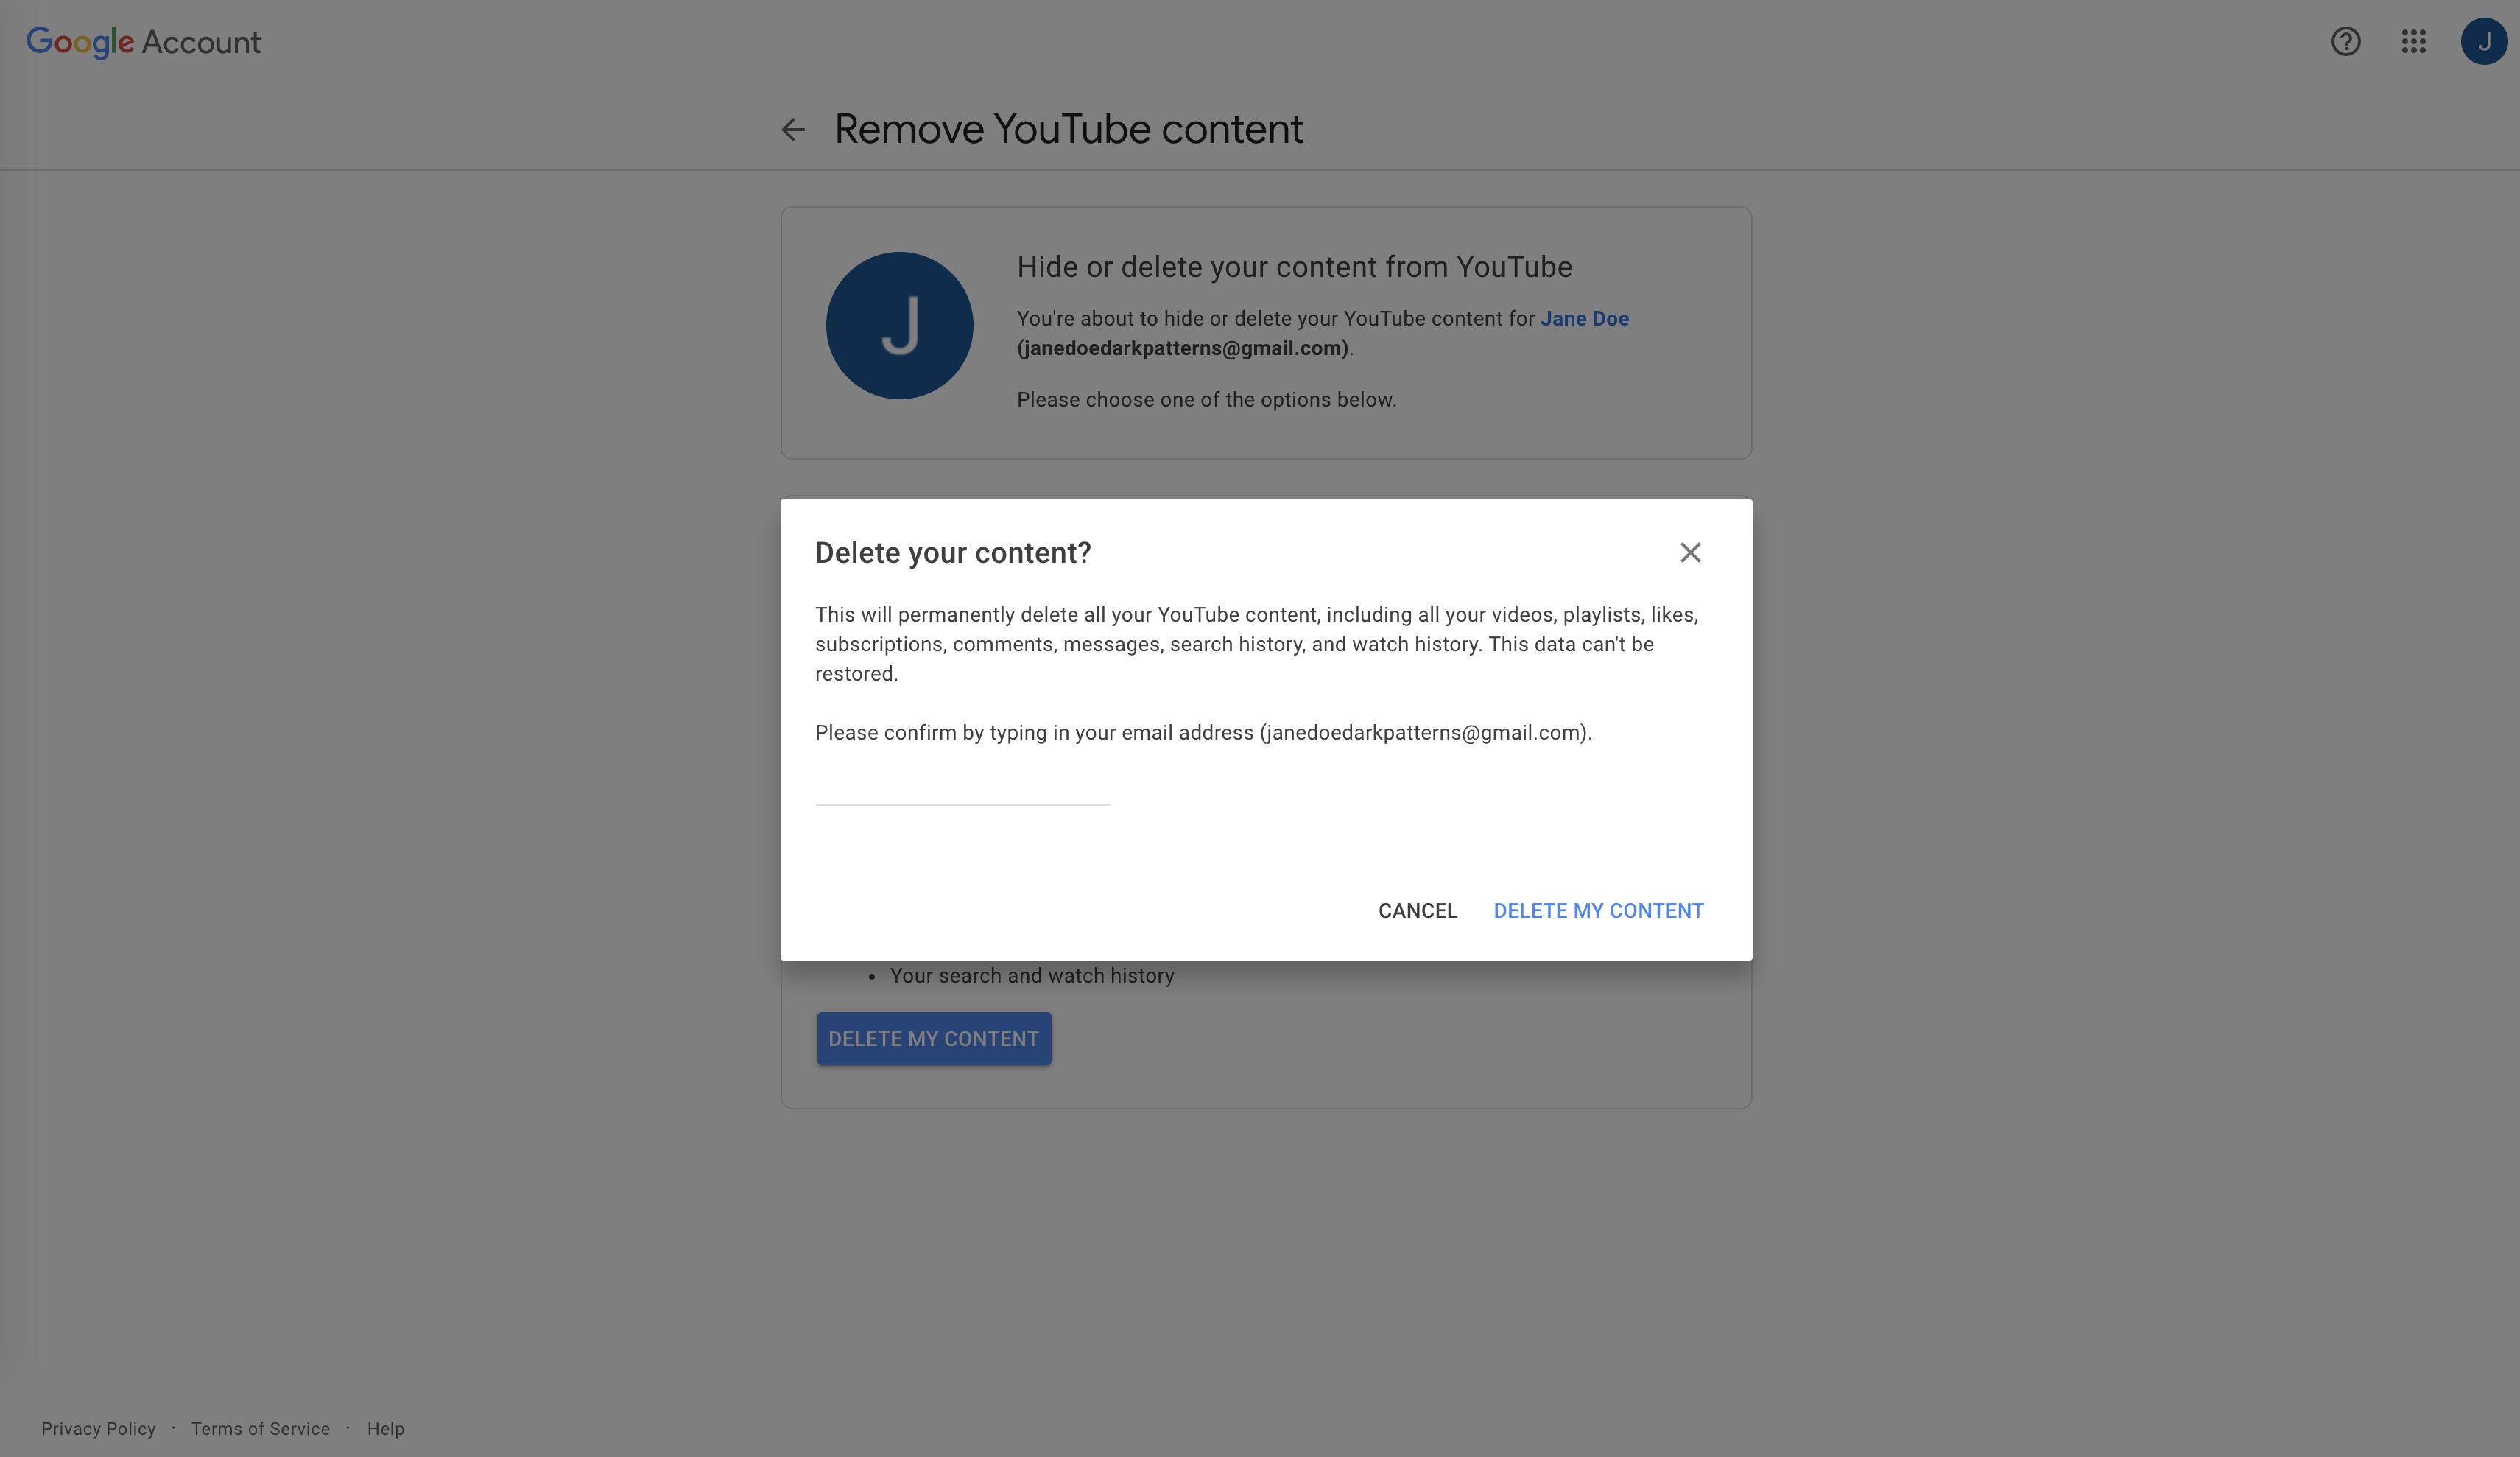 Google Account
J
Remove YouTube content
J
Hide or delete your content from YouTube
You're about to hide or delete your YouTube content for Jane Doe
(janedoedarkpatterns@gmail.com).
Please choose one of the options below.
Delete your content?
This will permanently delete all your YouTube content, including all your videos, playlists, likes,
subscriptions, comments, messages, search history, and watch history. This data can't be
restored.
Please confirm by typing in your email address (janedoedarkpatterns@gmail.com).
CANCEL DELETE MY CONTENT
• Your search and watch history
DELETE MY CONTENT
Privacy Policy · Terms of Service · Help